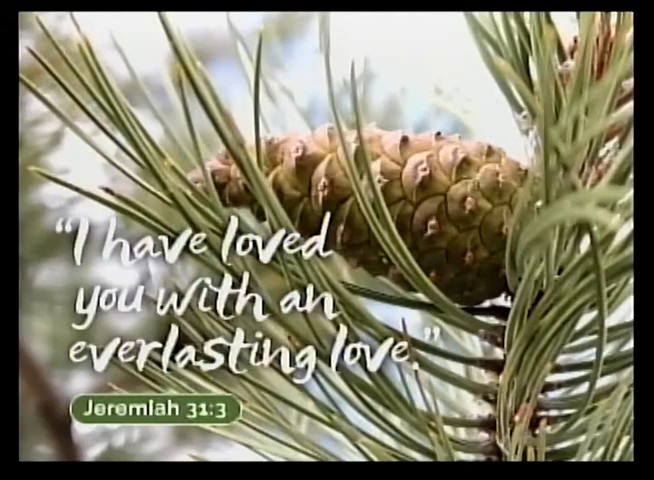 “I have loved
you with an
everlasting love.”
Jeremiah 31:3